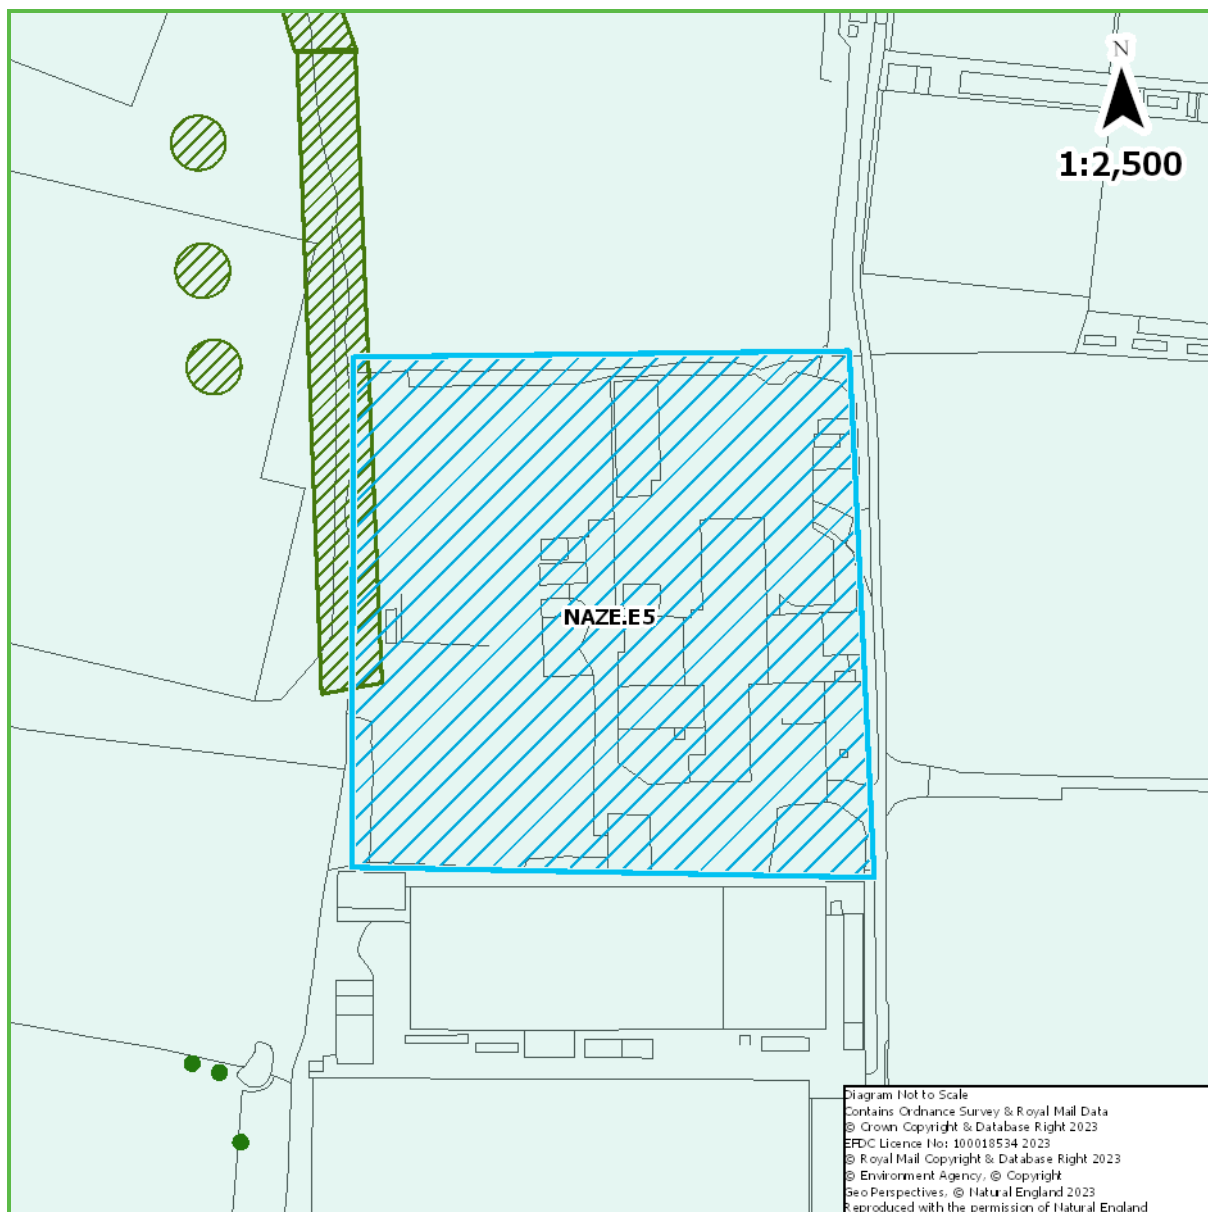 N
1:2,500
NAZE.E5
Diagram Not to Scale
Contains Ordnance Survey & Royal Mail Data
© Crown Copyright & Database Right 2023
EFDC Licence No: 100018534 2023
© Royal Mail Copyright & Database Right 2023
© Environment Agency, © Copyright
Geo Perspectives, © Natural England 2023
Reproduced with the permission of Natural England